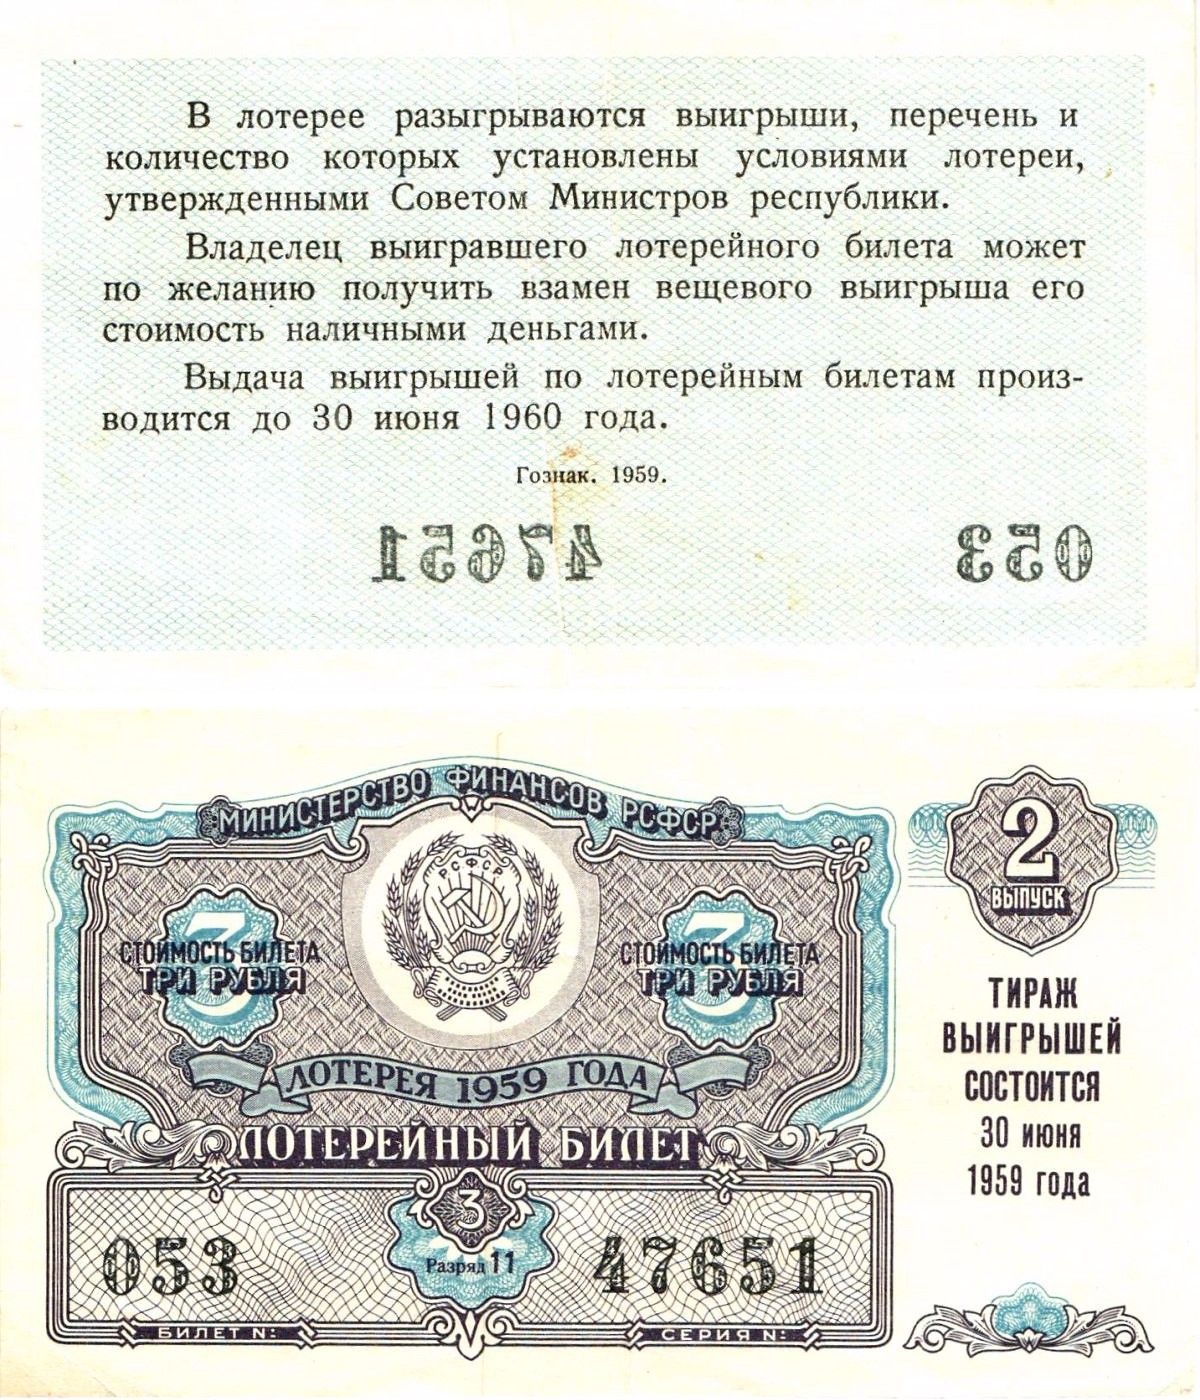 В лотерее разыгрываются выигрыши, перечень и
количество которых установлены условиями лотереи,
утвержденными Советом Министров республики.
Владелец выигравшего лотерейного билета может
по желанию получить взамен вещевого выигрыша его
стоимость наличными деньгами.
Выдача выигрышей по лотерейным билетам произ-
водится до 30 июня 1960 года.
Гознак. 1959.
47651 053
МИНИСТЕРСТВО ФИНАНСОВ РСФСР
РСФСР
3
СТОИМОСТЬ БИЛЕТА
ТРИ РУБЛЯ
3
СТОИМОСТЬ БИЛЕТА
ТРИ РУБЛЯ
ЛОТЕРЕЯ 1959 ГОДА
ЛОТЕРЕЙНЫЙ БИЛЕТ
3
Разряд 11
053
БИЛЕТ №:
47651
СЕРИЯ №:
2
ВЫПУСК
ТИРАЖ
ВЫИГРЫШЕЙ
СОСТОИТСЯ
30 июня
1959 года